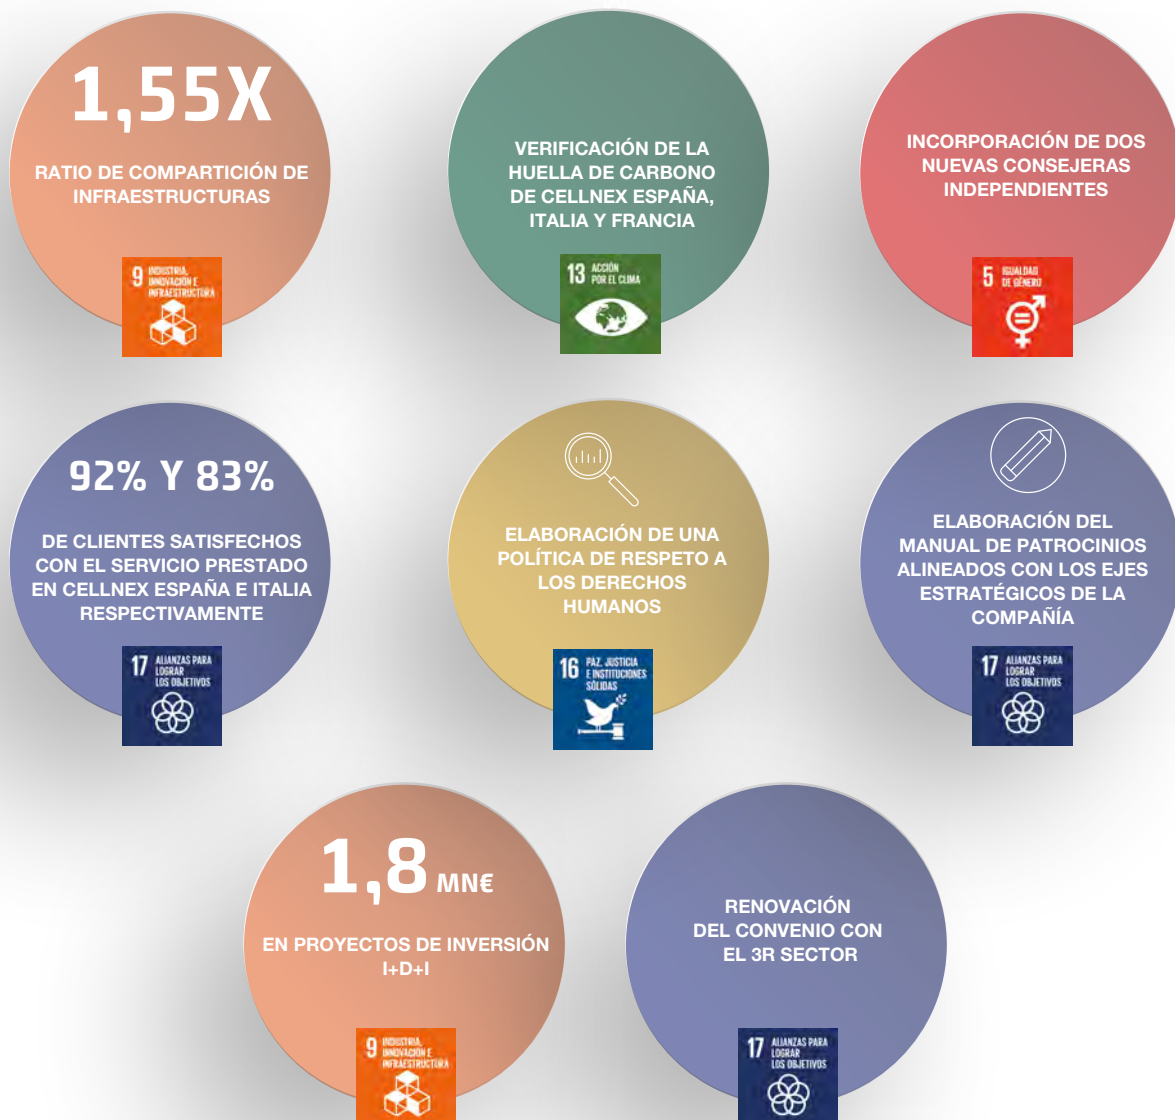 1,55X
RATIO DE COMPARTICIÓN DE
INFRAESTRUCTURAS
9 INDUSTRIA,
INNOVACIÓN E
INFRAESTRUCTURA
VERIFICACIÓN DE LA
HUELLA DE CARBONO
DE CELLNEX ESPAÑA,
ITALIA Y FRANCIA
13 ACCIÓN
POR EL CLIMA
INCORPORACIÓN DE DOS
NUEVAS CONSEJERAS
INDEPENDIENTES
5 IGUALDAD
DE GÉNERO
92% Y 83%
DE CLIENTES SATISFECHOS
CON EL SERVICIO PRESTADO
EN CELLNEX ESPAÑA E ITALIA
RESPECTIVAMENTE
17 ALIANZAS PARA
LOGRAR
LOS OBJETIVOS
ELABORACIÓN DE UNA
POLÍTICA DE RESPETO A
LOS DERECHOS
HUMANOS
16 PAZ, JUSTICIA
E INSTITUCIONES
SÓLIDAS
ELABORACIÓN DEL
MANUAL DE PATROCINIOS
ALINEADOS CON LOS EJES
ESTRATÉGICOS DE LA
COMPAÑÍA
17 ALIANZAS PARA
LOGRAR
LOS OBJETIVOS
1,8 MN€
EN PROYECTOS DE INVERSIÓN
I+D+I
9 INDUSTRIA,
INNOVACIÓN E
INFRAESTRUCTURA
RENOVACIÓN
DEL CONVENIO CON
EL 3R SECTOR
17 ALIANZAS PARA
LOGRAR
LOS OBJETIVOS